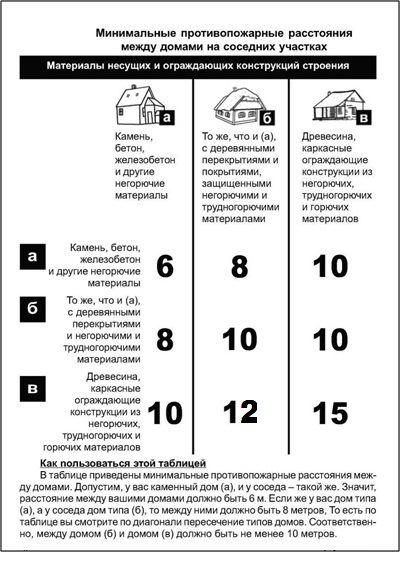 Минимальные противопожарные расстояния
между домами на соседних участках
Материалы несущих и ограждающих конструкций строения
а
б
в
Камень,
бетон,
железобетон
и другие
негорючие
материалы
То же, что и (а),
с деревянными
перекрытиями и
покрытиями,
защищенными
негорючими и
трудногорючими
материалами
Древесина,
каркасные
ограждающие
конструкции из
негорючих,
трудногорючих
и горючих
материалов
а
Камень, бетон,
железобетон
и другие негорючие
материалы
6 8 10
б
То же, что и (а),
с деревянными
перекрытиями
и негорючими и
трудногорючими
материалами
8 10 10
в
Древесина,
каркасные
ограждающие
конструкции из
негорючих,
трудногорючих и
горючих материалов
10 12 15
Как пользоваться этой таблицей
В таблице приведены минимальные противопожарные расстояния меж-
ду домами. Допустим, у вас каменный дом (а), и у соседа – такой же. Значит,
расстояние между вашими домами должно быть 6 м. Если же у вас дом типа
(а), а у соседа дом типа (б), то между ними должно быть 8 метров, То есть по
таблице вы смотрите по диагонали пересечение типов домов. Соответствен-
но, между домом (б) и домом (в) должно быть не менее 10 метров.